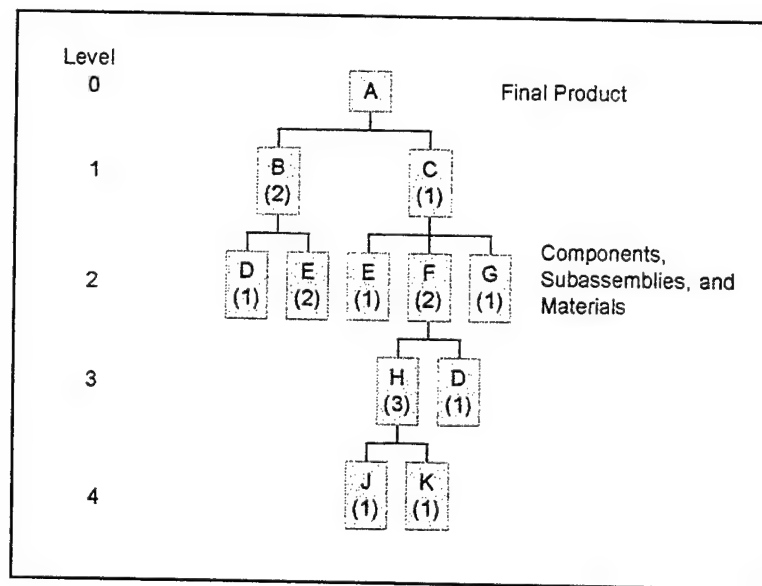 Level
0
A
Final Product
1
B
(2)
C
(1)
2
D
(1)
E
(2)
E
(1)
F
(2)
G
(1)
Components,
Subassemblies, and
Materials
3
H
(3)
D
(1)
4
J
(1)
K
(1)